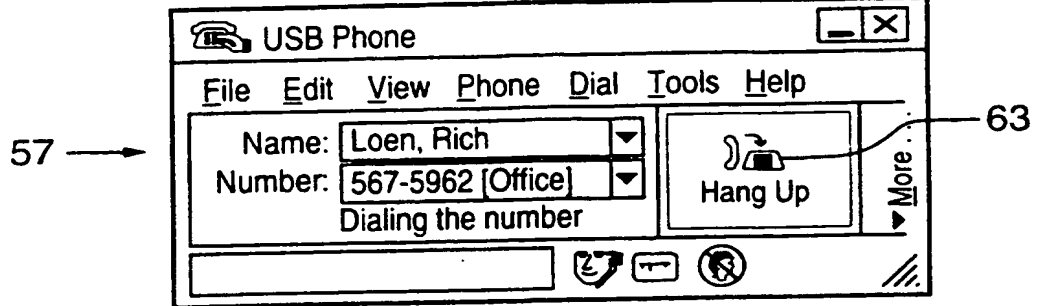 USB Phone
File Edit View Phone Dial Tools Help
57
Name: Loen, Rich
Number: 567-5962 [Office]
Dialing the number
Hang Up
More...
63